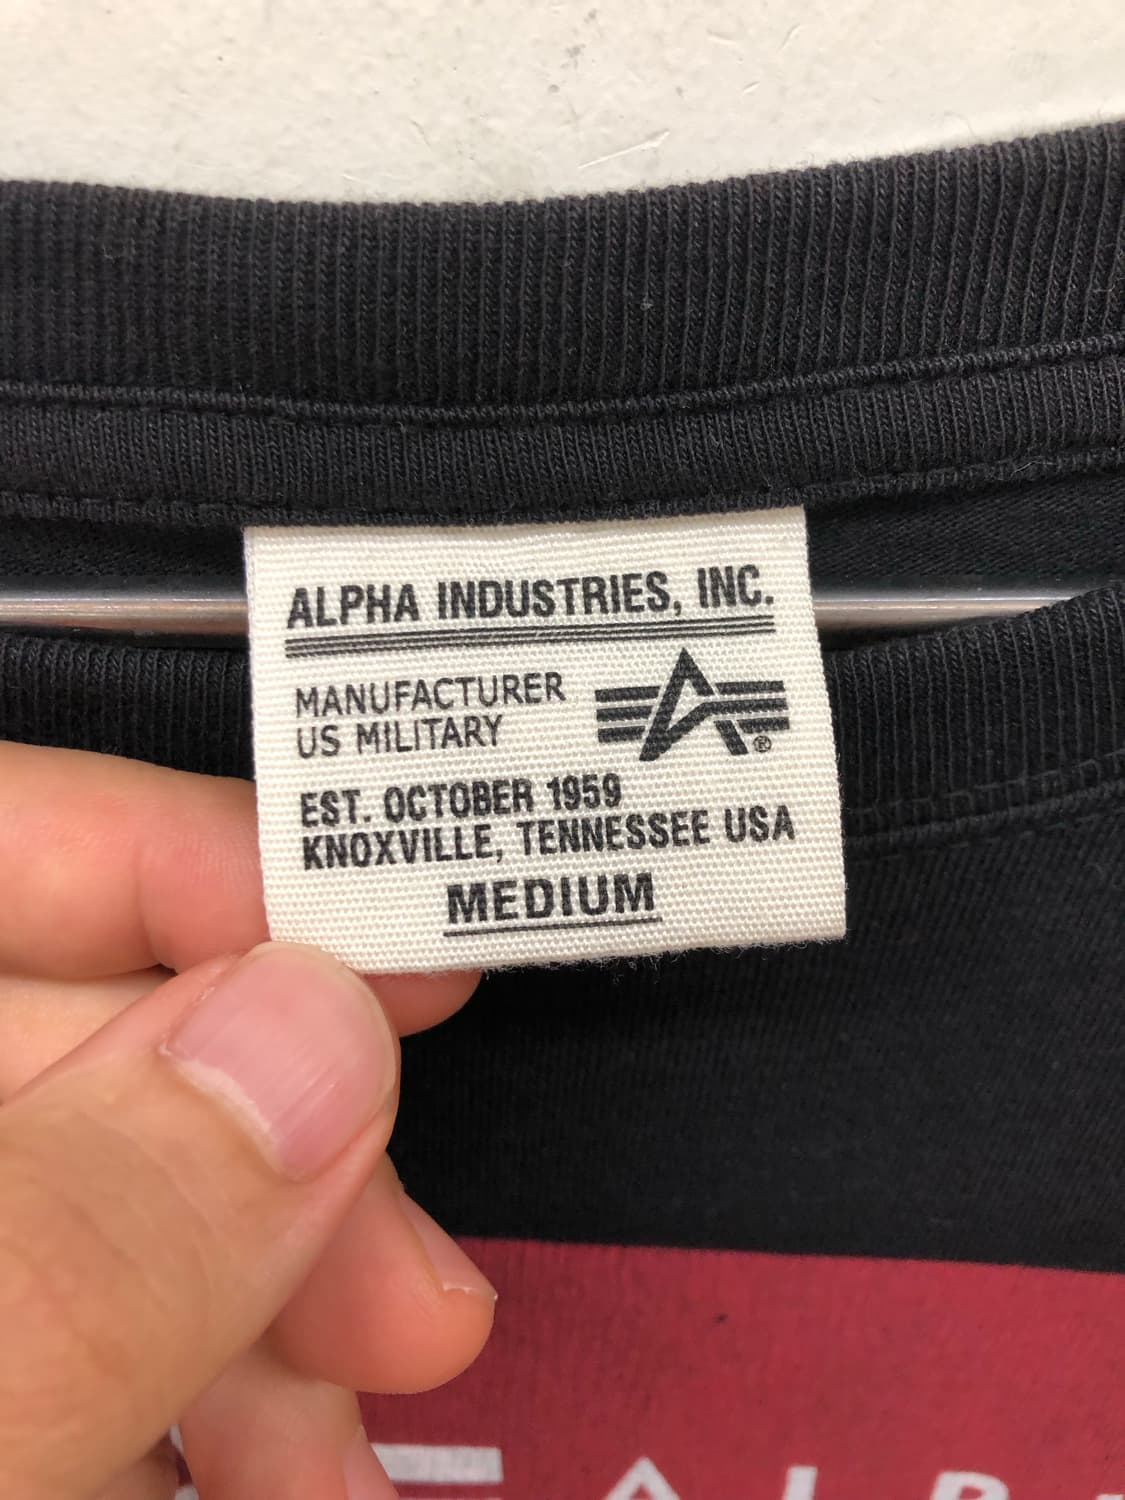 ALPHA INDUSTRIES, INC.
MANUFACTURER
US MILITARY
®
EST. OCTOBER 1959
KNOXVILLE, TENNESSEE USA
MEDIUM